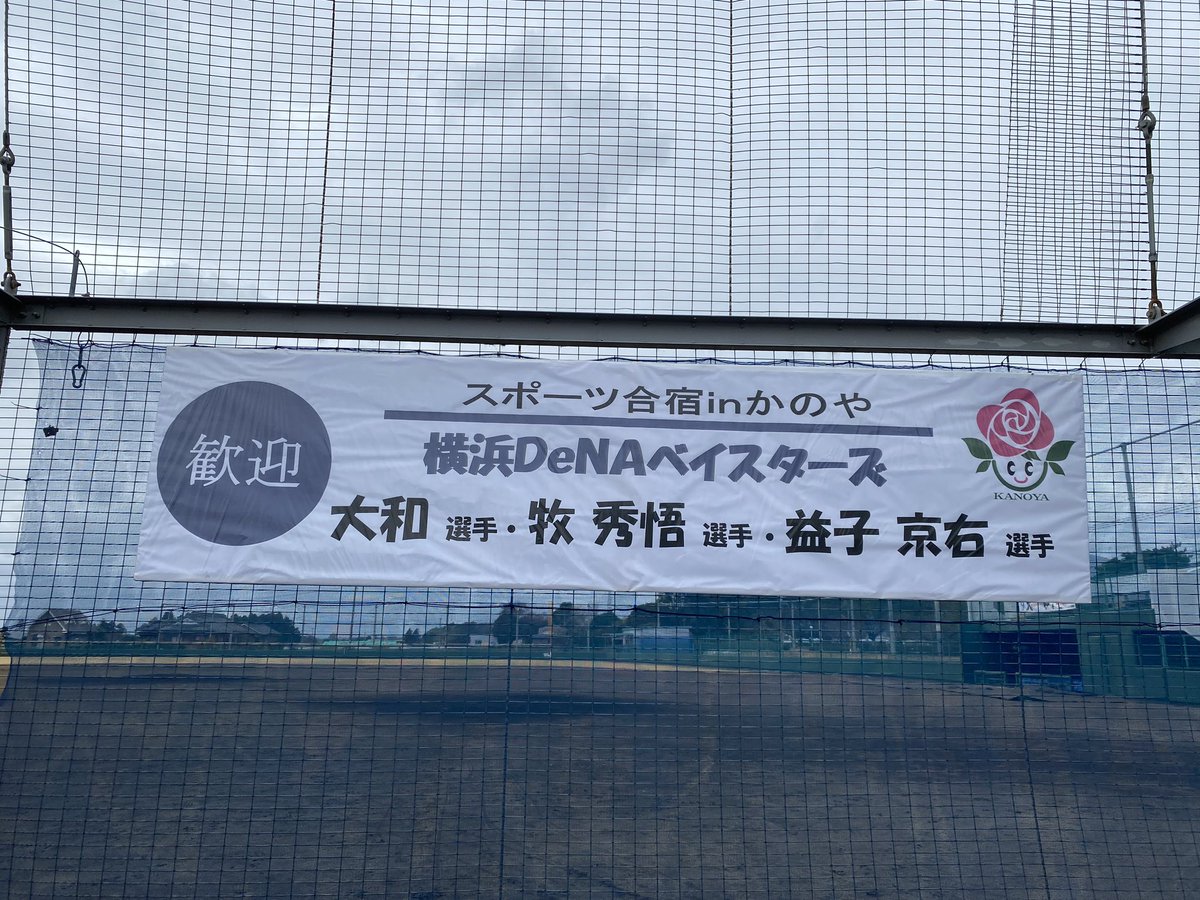 歓迎
スポーツ合宿inかのや
横浜DeNAベイスターズ
大和 選手・牧 秀悟 選手・益子 京右 選手
KANOYA